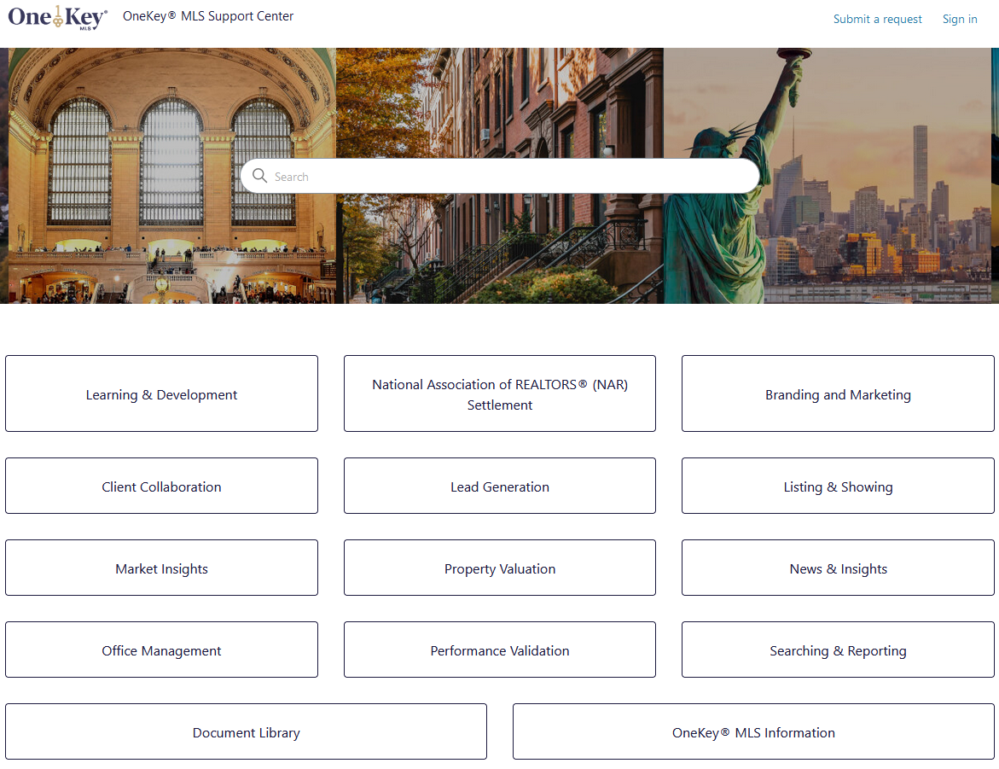 OneKey®
MLS
OneKey® MLS Support Center
Submit a request
Sign in
Search
Learning & Development
National Association of REALTORS® (NAR)
Settlement
Branding and Marketing
Client Collaboration
Lead Generation
Listing & Showing
Market Insights
Property Valuation
News & Insights
Office Management
Performance Validation
Searching & Reporting
Document Library
OneKey® MLS Information